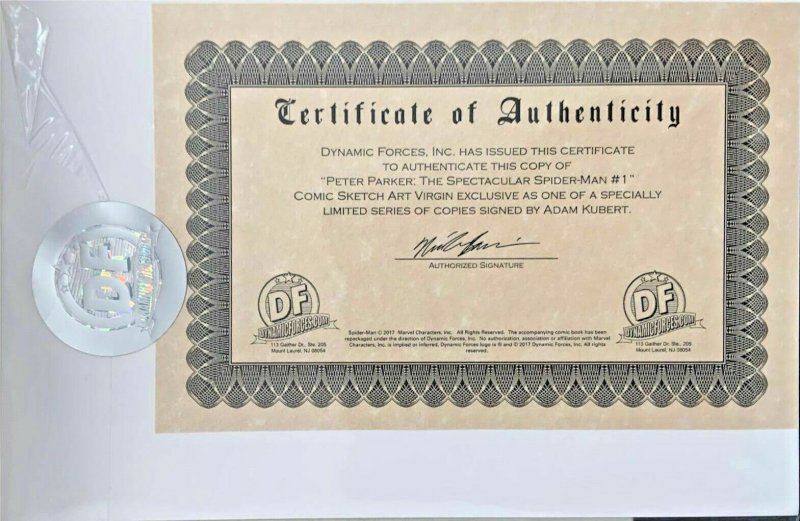 Certificate of Authenticity
DYNAMIC FORCES, INC. HAS ISSUED THIS CERTIFICATE
TO AUTHENTICATE THIS COPY OF
"PETER PARKER: THE SPECTACULAR SPIDER-MAN #1"
COMIC SKETCH ART VIRGIN EXCLUSIVE AS ONE OF A SPECIALLY
LIMITED SERIES OF COPIES SIGNED BY ADAM KUBERT.
AUTHORIZED SIGNATURE
DF
DYNAMICFORCES.COM
113 Gaither Dr., Ste. 205
Mount Laurel, NJ 08054
Spider-Man © 2017 Marvel Characters, Inc. All Rights Reserved. The accompanying comic book has been
repackaged under the direction of Dynamic Forces, Inc. No authorization, association or affiliation with Marvel
Characters, Inc. is implied or inferred. Dynamic Forces logo is ® and © 2017 Dynamic Forces, Inc. All rights
reserved.
DF
DYNAMICFORCES.COM
113 Gaither Dr., Ste. 205
Mount Laurel, NJ 08054
DF